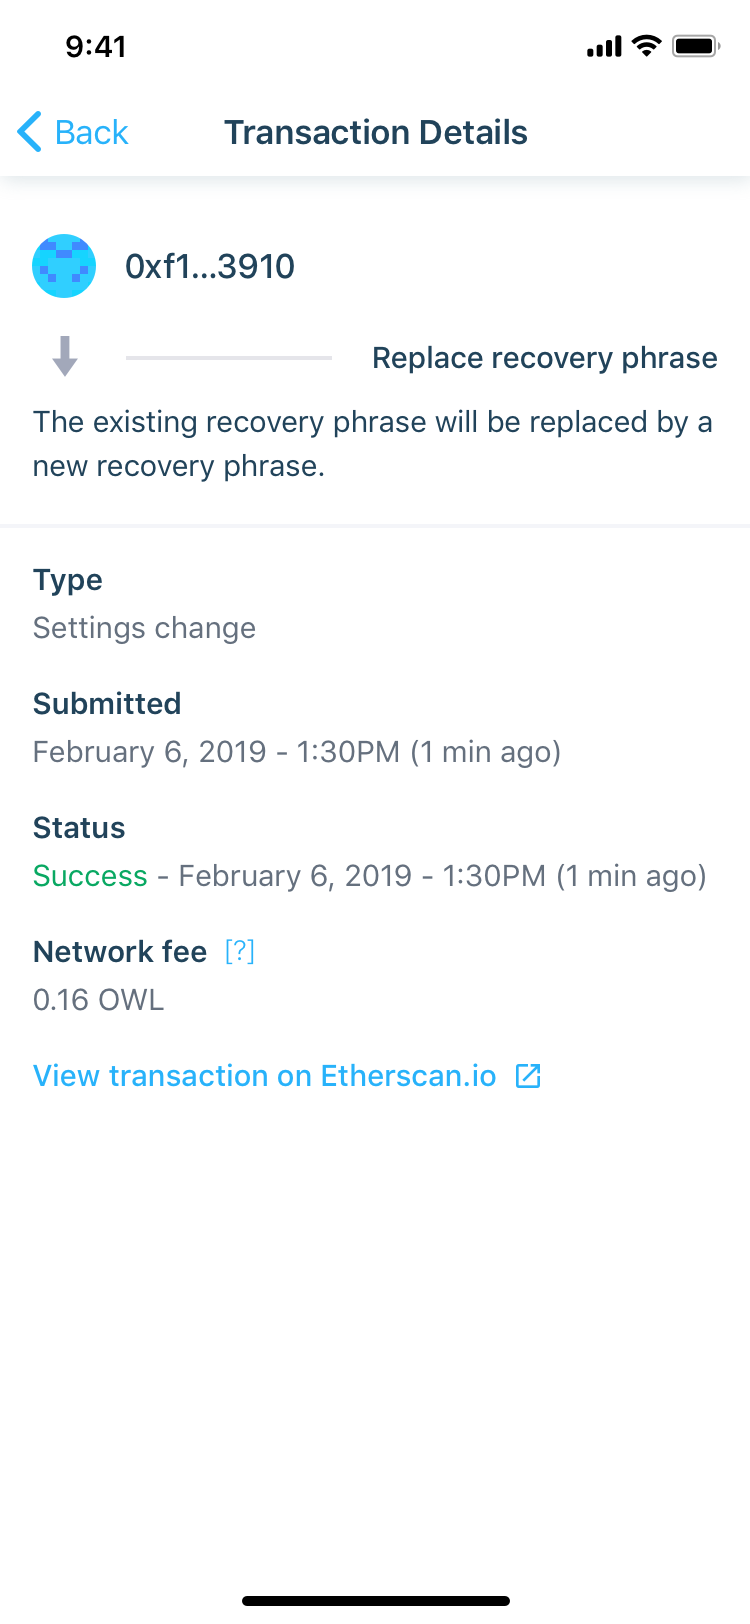 9:41
Back
Transaction Details
0xf1...3910
Replace recovery phrase
The existing recovery phrase will be replaced by a
new recovery phrase.
Type
Settings change
Submitted
February 6, 2019 - 1:30PM (1 min ago)
Status
Success - February 6, 2019 - 1:30PM (1 min ago)
Network fee [?]
0.16 OWL
View transaction on Etherscan.io